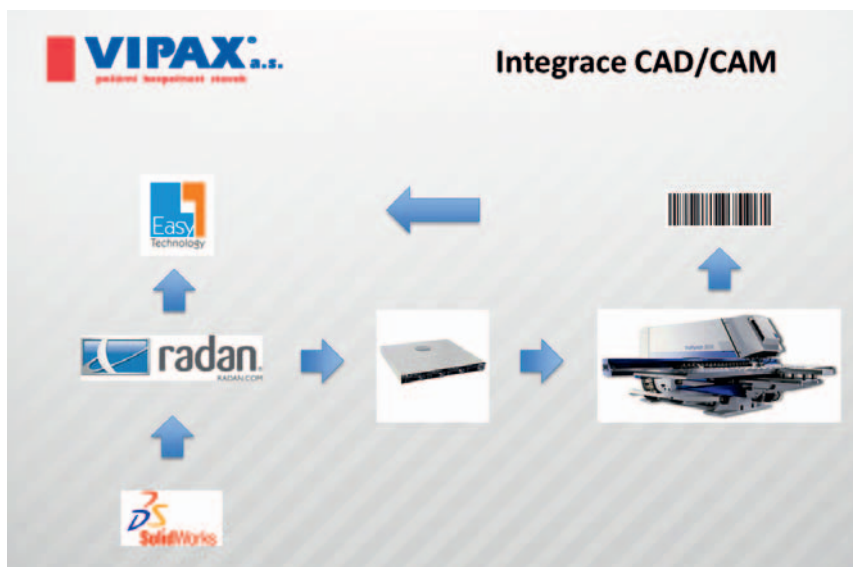 VIPAX a.s.
požární bezpečnost staveb
Integrace CAD/CAM
Easy
Technology
radan.
RADAN.COM
SolidWorks